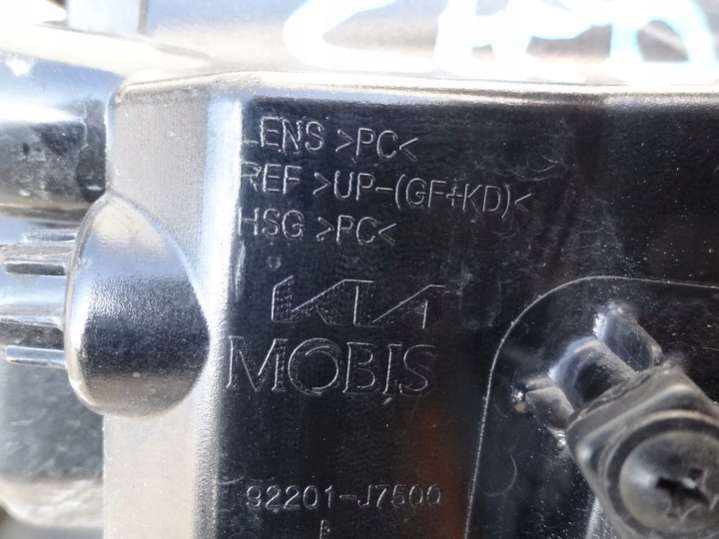 LENS >PC<
REF >UP-(GF+KD)<
HSG >PC<
KIA
MOBIS
92201-J7500